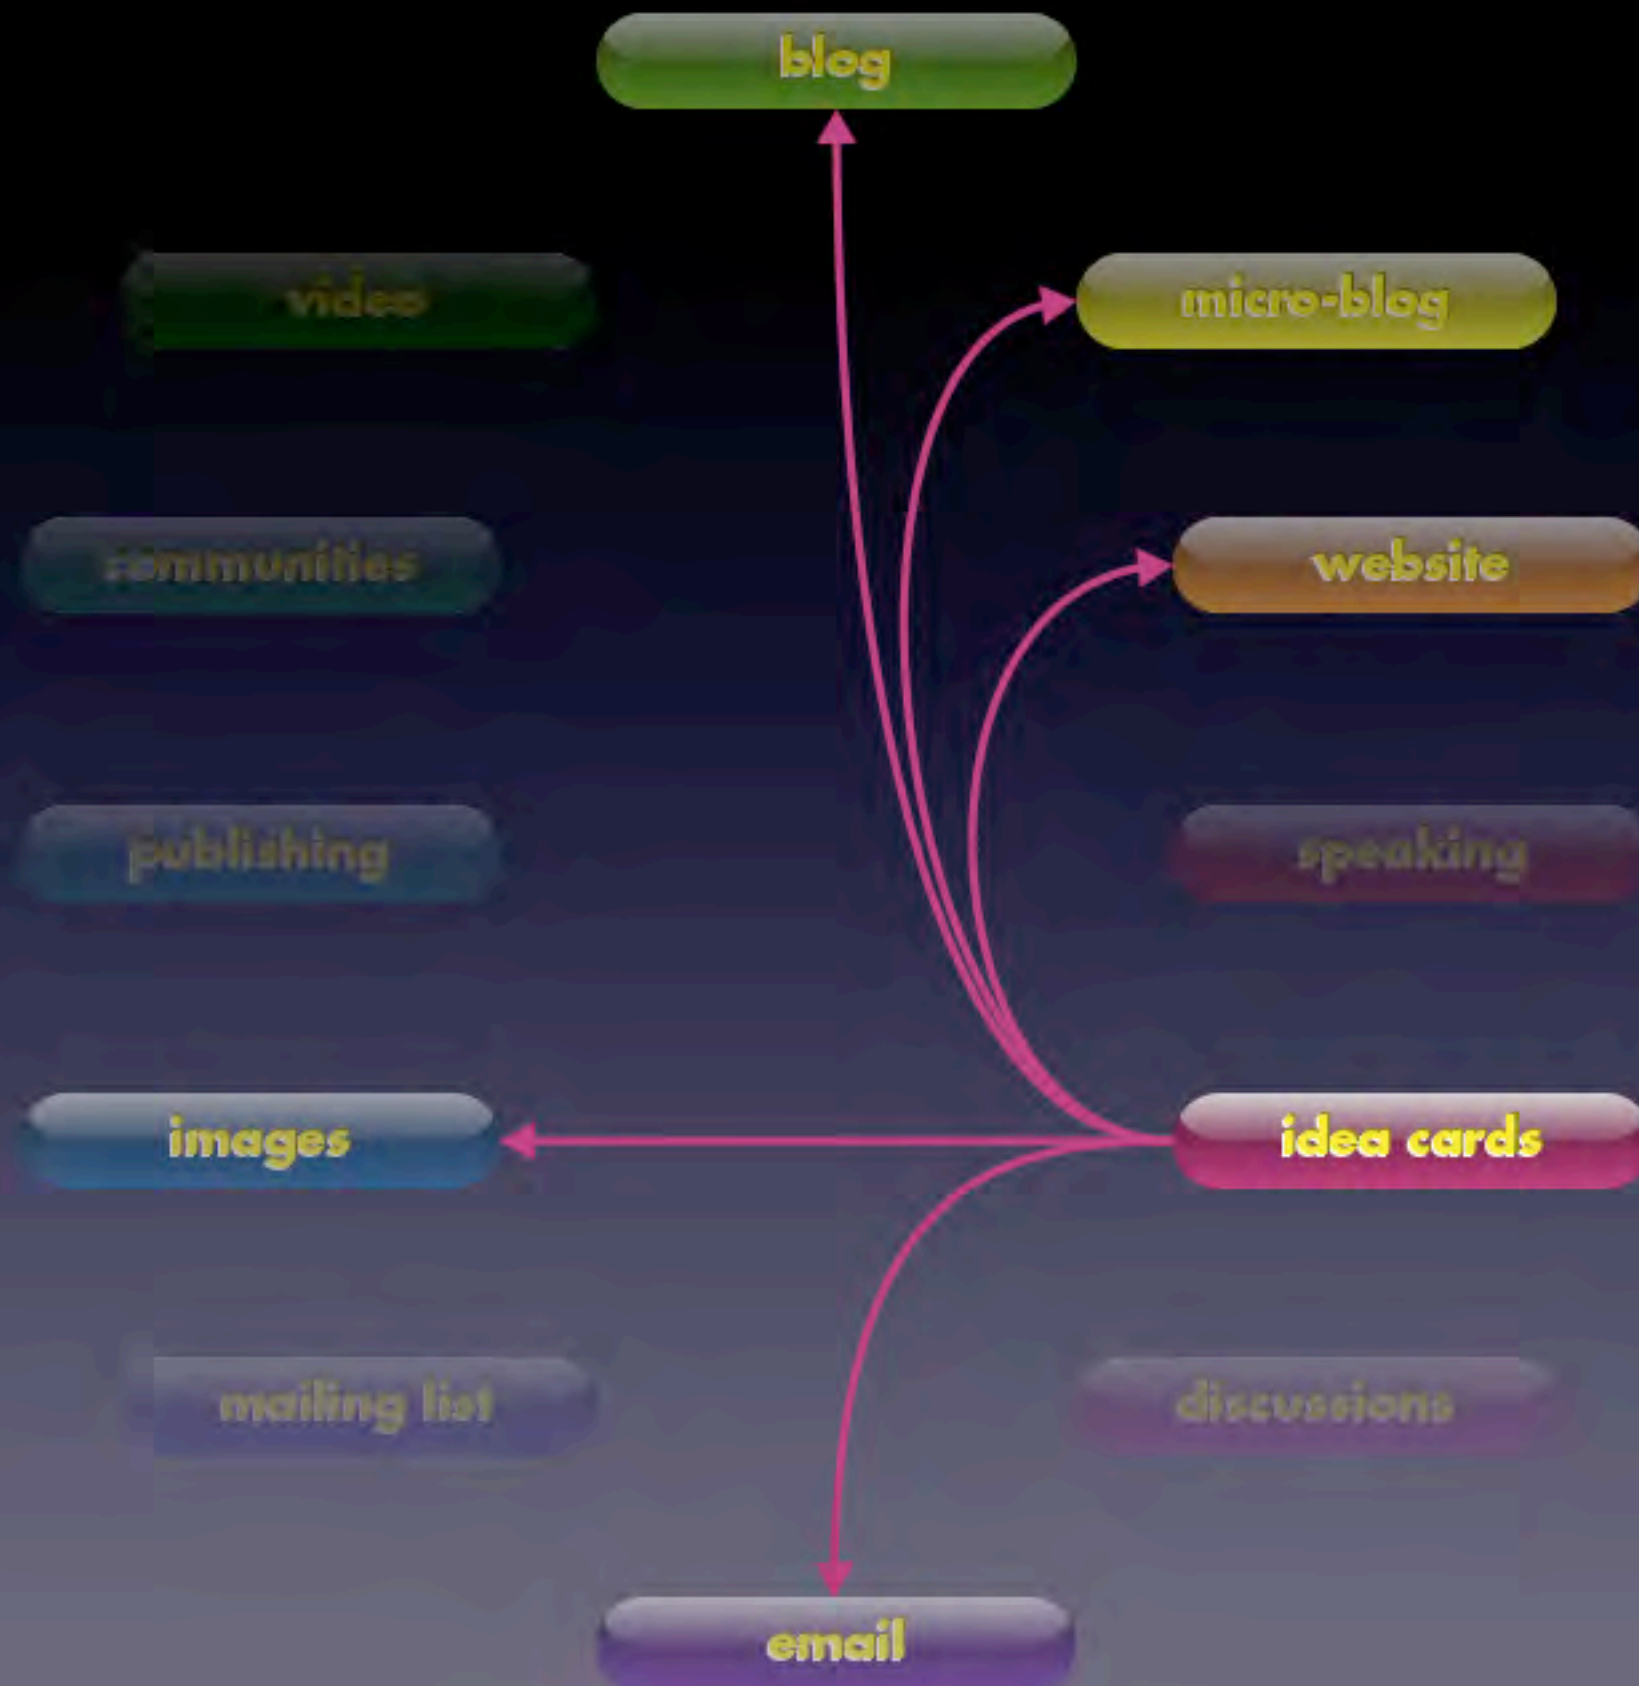 blog
video
micro-blog
communities
website
publishing
speaking
images
idea cards
mailing list
discussions
email